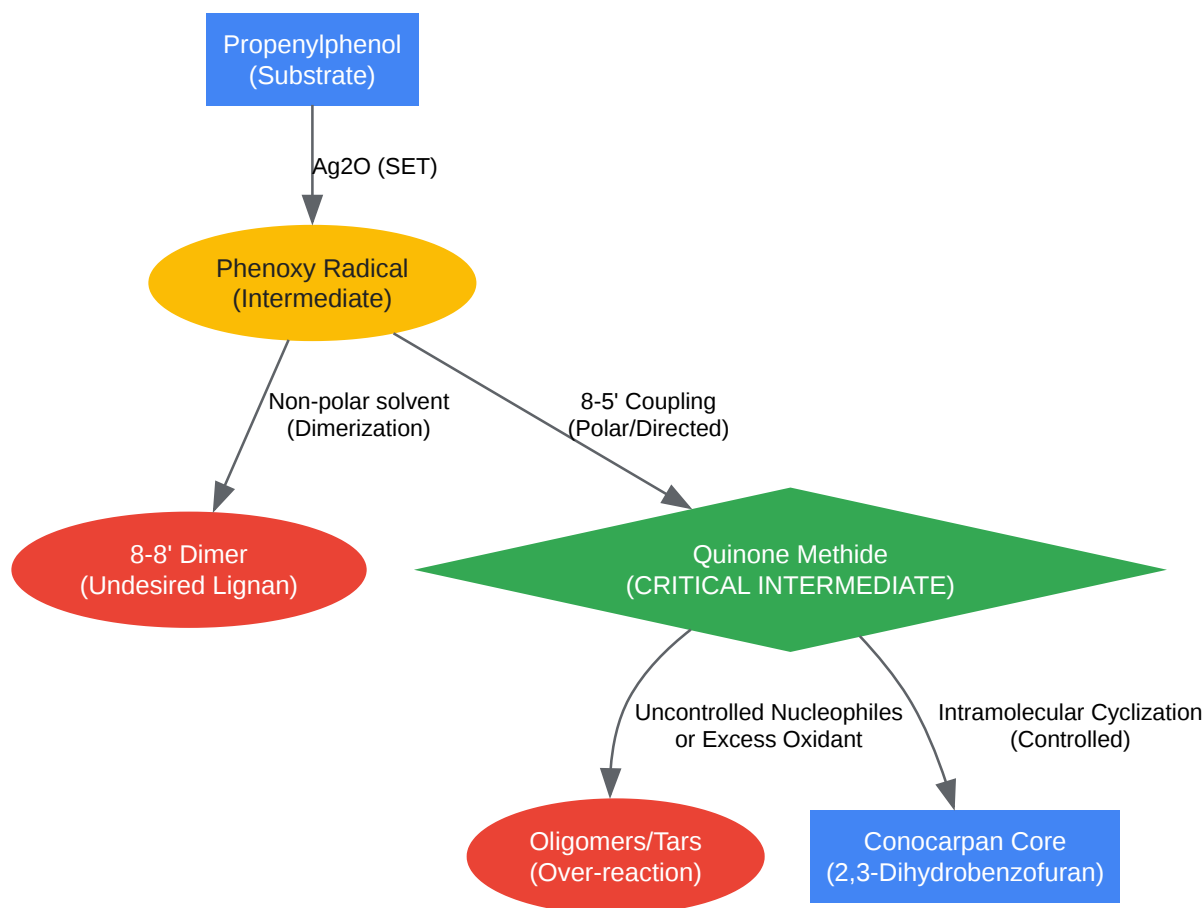 Propenylphenol
(Substrate)
Ag2O (SET)
Phenoxy Radical
(Intermediate)
Non-polar solvent
(Dimerization)
8-5' Coupling
(Polar/Directed)
8-8' Dimer
(Undesired Lignan)
Quinone Methide
(CRITICAL INTERMEDIATE)
Uncontrolled Nucleophiles
or Excess Oxidant
Intramolecular Cyclization
(Controlled)
Oligomers/Tars
(Over-reaction)
Conocarpan Core
(2,3-Dihydrobenzofuran)